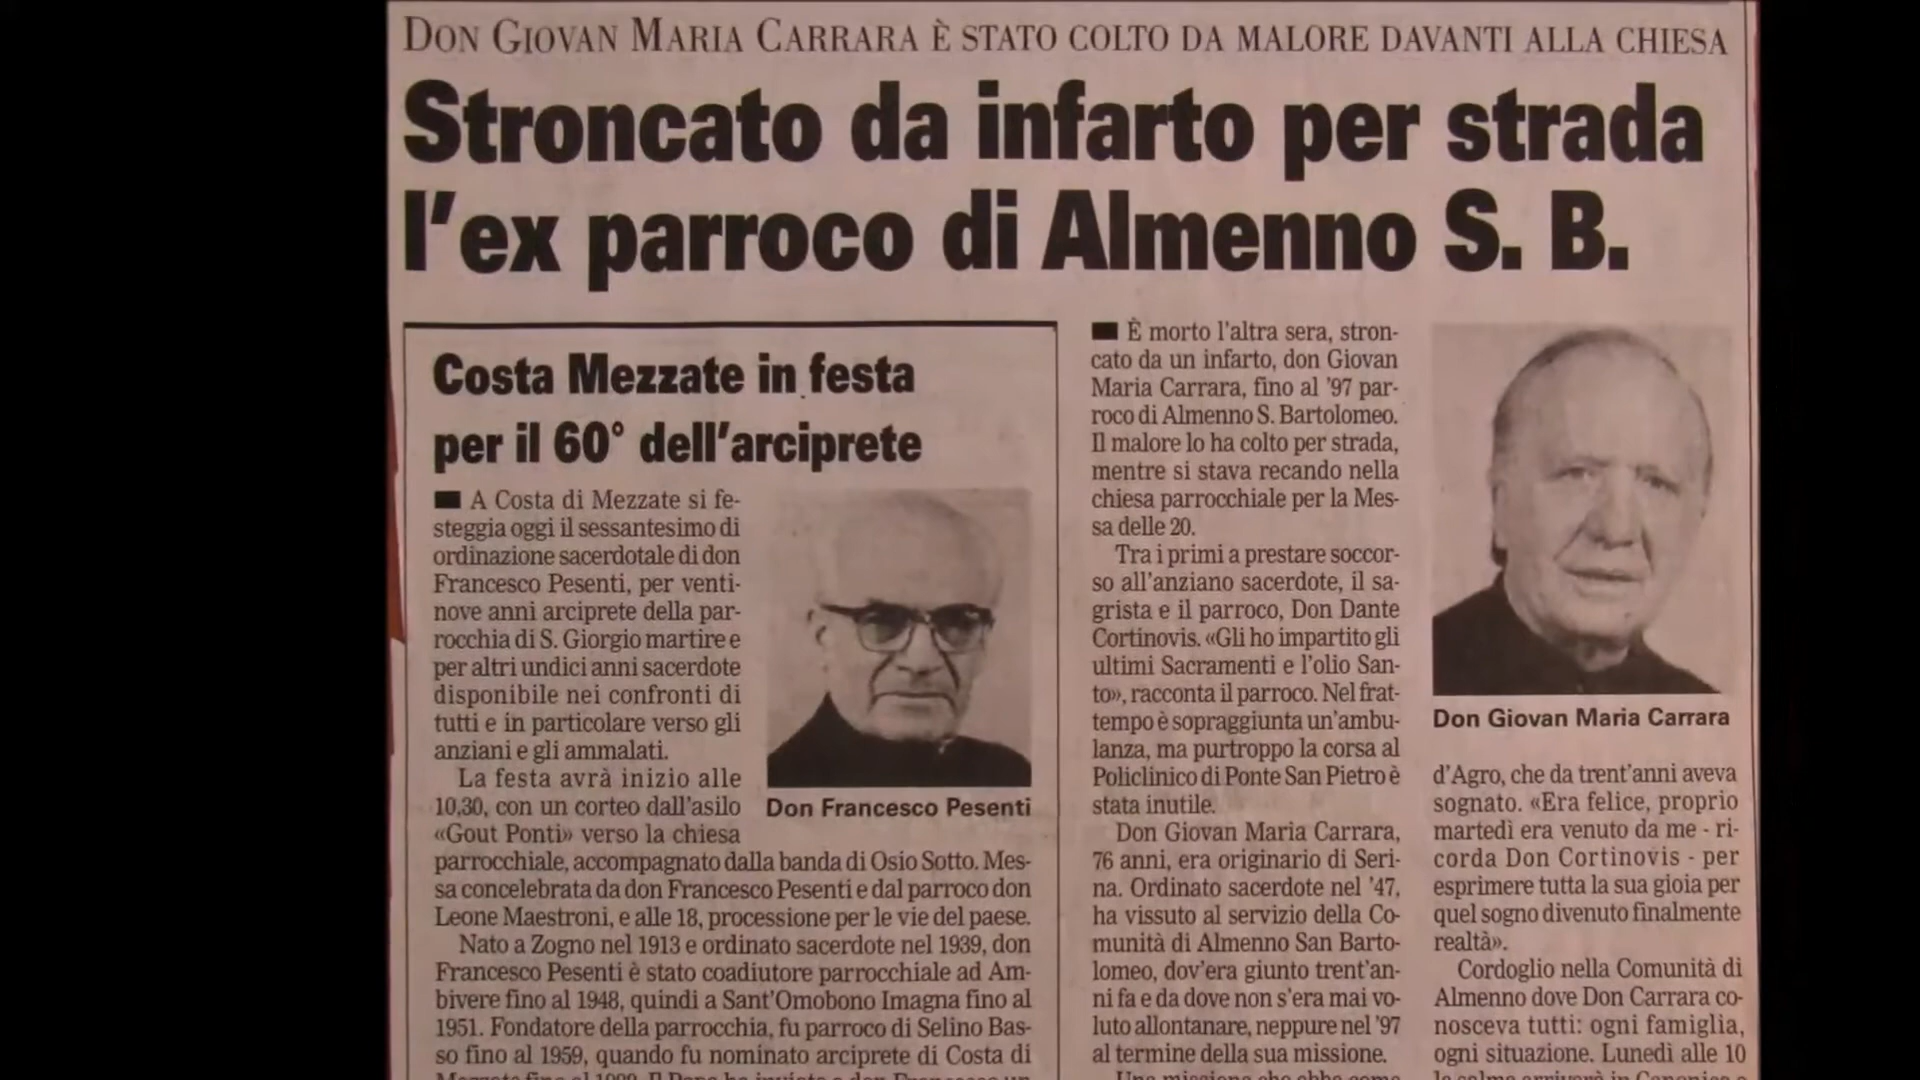 DON GIOVAN MARIA CARRARA È STATO COLTO DA MALORE DAVANTI ALLA CHIESA
Stroncato da infarto per strada
l'ex parroco di Almenno S. B.
Costa Mezzate in festa
per il 60° dell'arciprete
A Costa di Mezzate si fe-
steggia oggi il sessantesimo di
ordinazione sacerdotale di don
Francesco Pesenti, per venti-
nove anni arciprete della par-
rocchia di S. Giorgio martire e
per altri undici anni sacerdote
disponibile nei confronti di
tutti e in particolare verso gli
anziani e gli ammalati.
La festa avrà inizio alle
10,30, con un corteo dall'asilo
«Gout Ponti» verso la chiesa
parrocchiale, accompagnato dalla banda di Osio Sotto. Mes-
sa concelebrata da don Francesco Pesenti e dal parroco don
Leone Maestroni, e alle 18, processione per le vie del paese.
Nato a Zogno nel 1913 e ordinato sacerdote nel 1939, don
Francesco Pesenti è stato coadiutore parrocchiale ad Am-
bivere fino al 1948, quindi a Sant'Omobono Imagna fino al
1951. Fondatore della parrocchia, fu parroco di Selino Bas-
so fino al 1959, quando fu nominato arciprete di Costa di
Don Francesco Pesenti
È morto l'altra sera, stron-
cato da un infarto, don Giovan
Maria Carrara, fino al '97 par-
roco di Almenno S. Bartolomeo.
Il malore lo ha colto per strada,
mentre si stava recando nella
chiesa parrocchiale per la Mes-
sa delle 20.
Tra i primi a prestare soccor-
so all'anziano sacerdote, il sa-
grista e il parroco, Don Dante
Cortinovis. «Gli ho impartito gli
ultimi Sacramenti e l'olio San-
to», racconta il parroco. Nel frat-
tempo è sopraggiunta un'ambu-
lanza, ma purtroppo la corsa al
Policlinico di Ponte San Pietro è
stata inutile.
Don Giovan Maria Carrara,
76 anni, era originario di Seri-
na. Ordinato sacerdote nel '47,
ha vissuto al servizio della Co-
munità di Almenno San Barto-
lomeo, dov'era giunto trent'an-
ni fa e da dove non s'era mai vo-
luto allontanare, neppure nel '97
al termine della sua missione.
Don Giovan Maria Carrara
d'Agro, che da trent'anni aveva
sognato. «Era felice, proprio
martedì era venuto da me - ri-
corda Don Cortinovis - per
esprimere tutta la sua gioia per
quel sogno divenuto finalmente
realtà».
Cordoglio nella Comunità di
Almenno dove Don Carrara co-
nosceva tutti: ogni famiglia,
ogni situazione. Lunedì alle 10